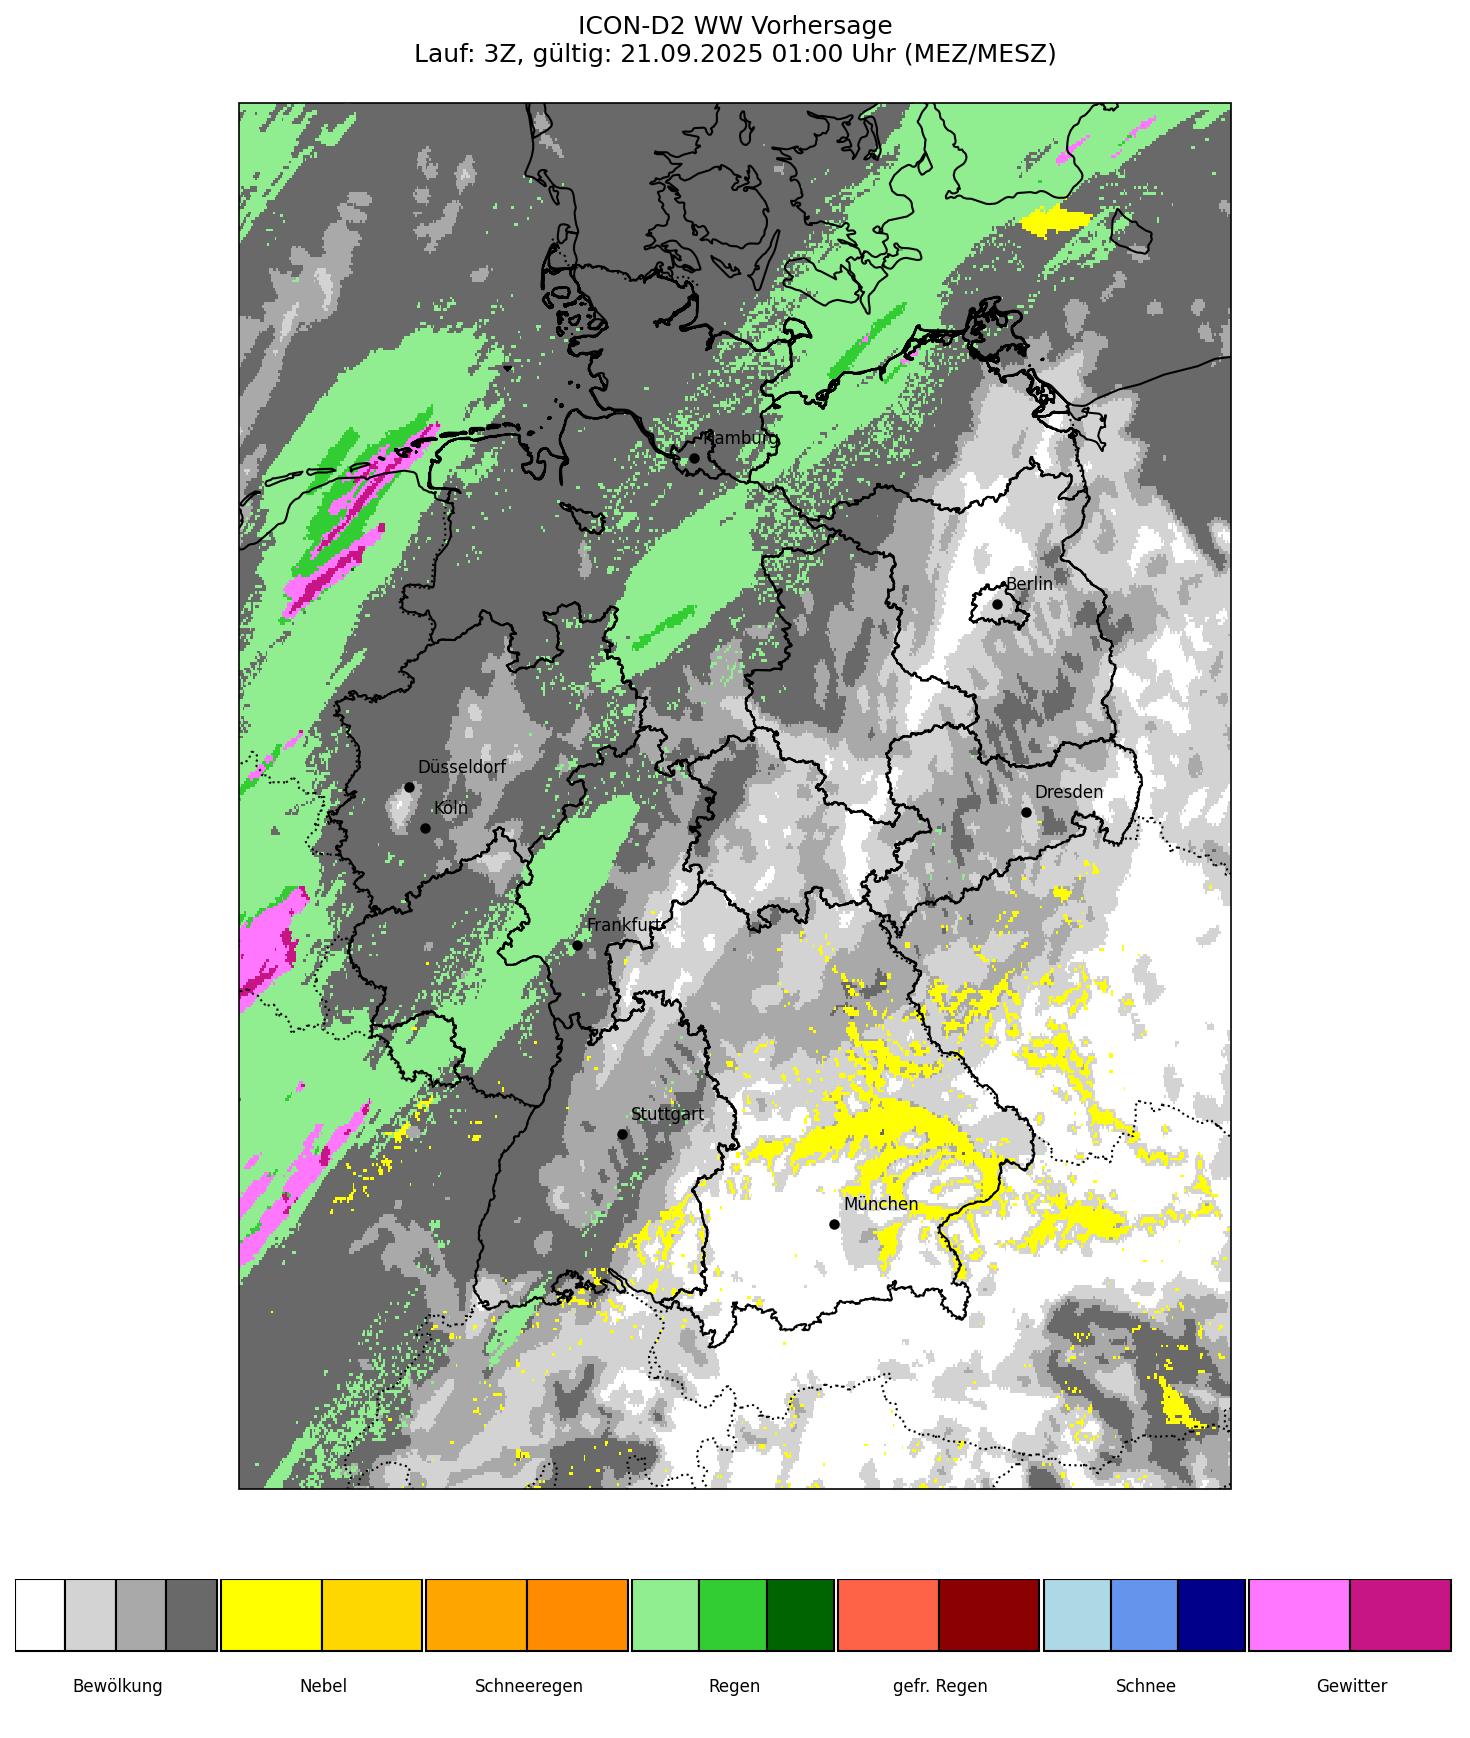 ICON-D2 WW Vorhersage
Lauf: 3Z, gültig: 21.09.2025 01:00 Uhr (MEZ/MESZ)
Hamburg
Berlin
Düsseldorf
Köln
Dresden
Frankfurt
Stuttgart
München
Bewölkung
Nebel
Schneeregen
Regen
gefr. Regen
Schnee
Gewitter